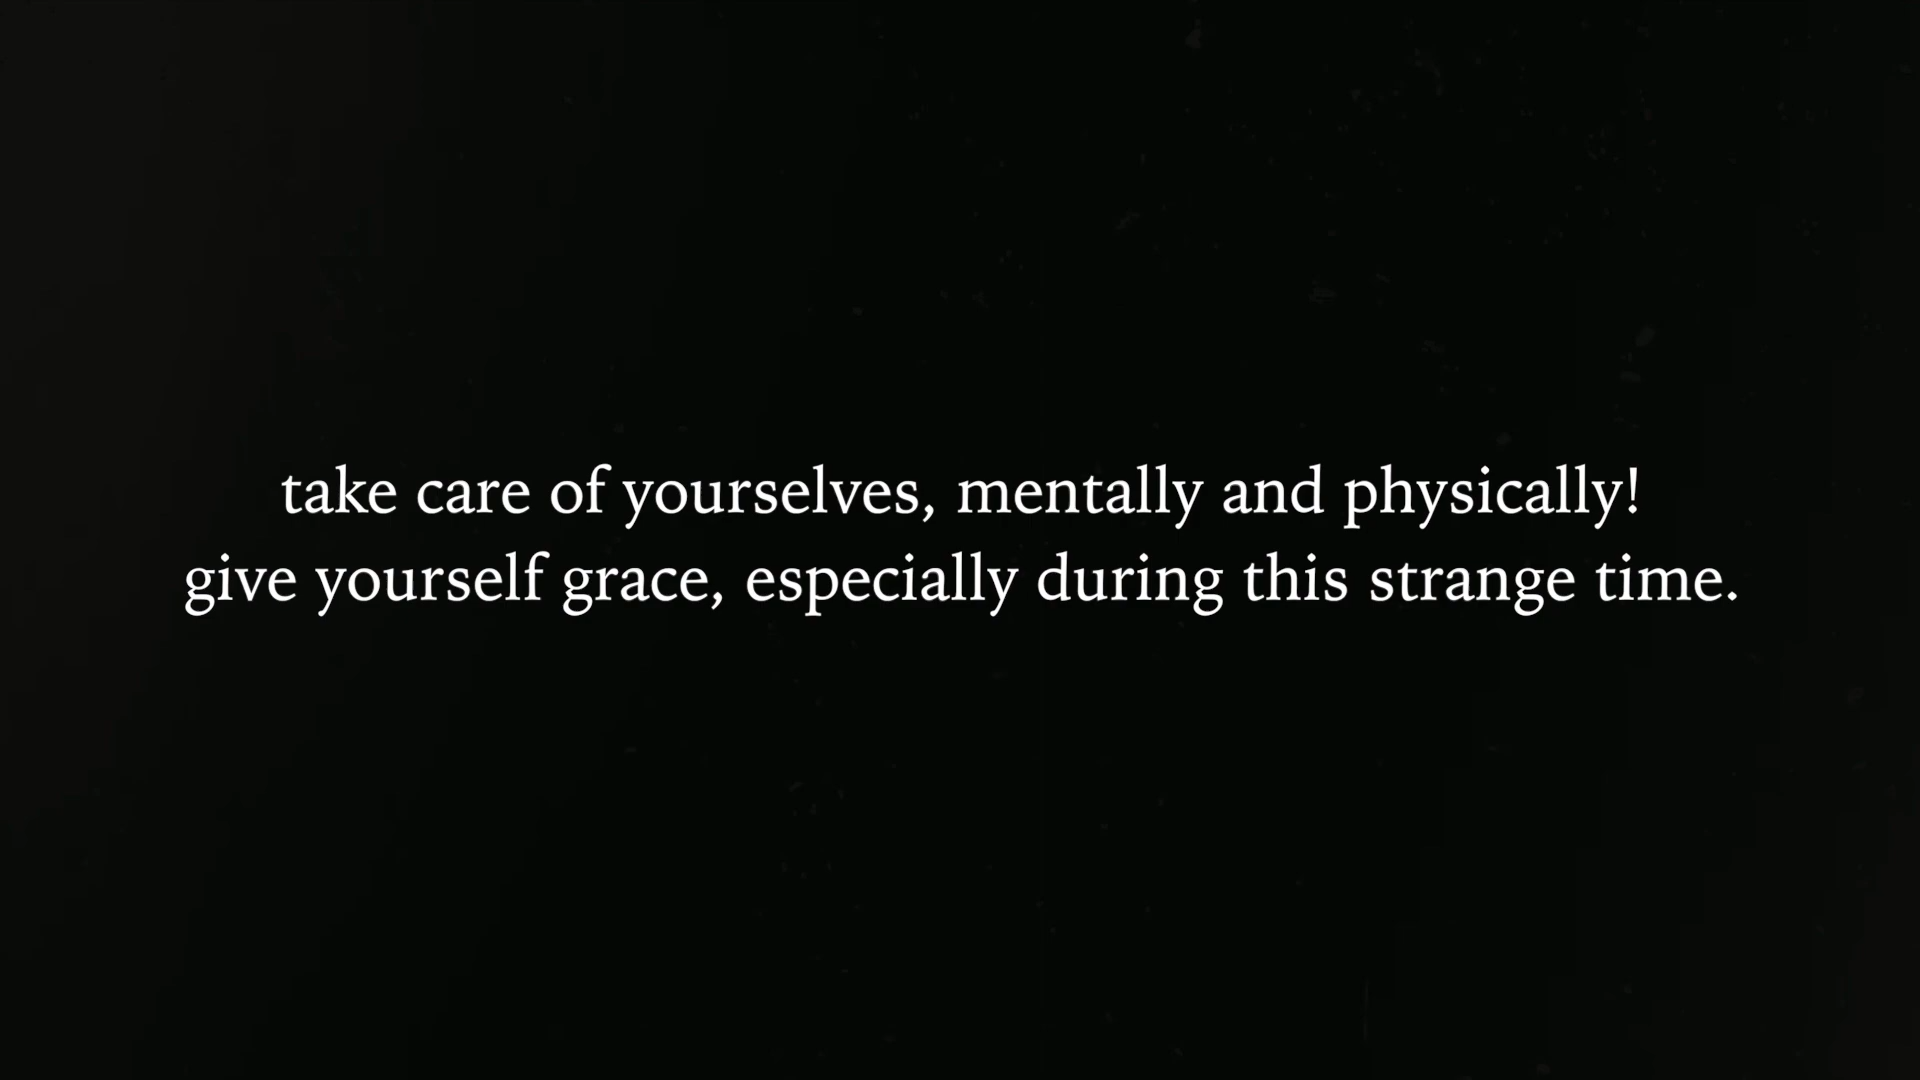 take care of yourselves, mentally and physically!
give yourself grace, especially during this strange time.